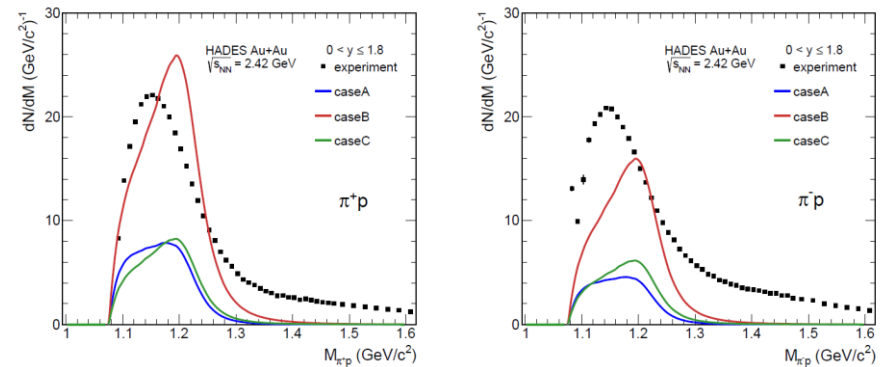 dN/dM (GeV/c²)⁻¹
30
20
10
0
HADES Au+Au 0 < y ≤ 1.8
√sNN = 2.42 GeV
experiment
caseA
caseB
caseC
π⁺p
1 1.1 1.2 1.3 1.4 1.5 1.6
Mπ⁺p (GeV/c²)
dN/dM (GeV/c²)⁻¹
30
20
10
0
HADES Au+Au 0 < y ≤ 1.8
√sNN = 2.42 GeV
experiment
caseA
caseB
caseC
π⁻p
1 1.1 1.2 1.3 1.4 1.5 1.6
Mπ⁻p (GeV/c²)